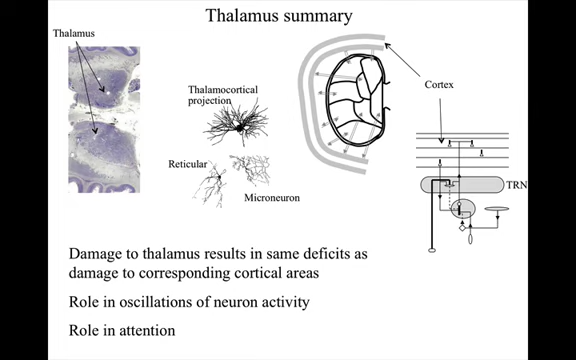 Thalamus summary
Thalamus
Thalamocortical
projection
Reticular
Microneuron
Cortex
TRN
Damage to thalamus results in same deficits as
damage to corresponding cortical areas
Role in oscillations of neuron activity
Role in attention